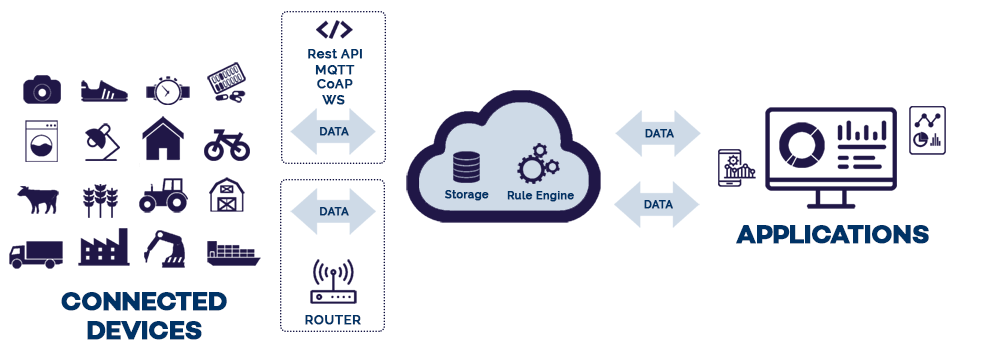 </>
Rest API
MQTT
CoAP
WS
DATA
DATA
ROUTER
CONNECTED
DEVICES
Storage
Rule Engine
DATA
DATA
APPLICATIONS